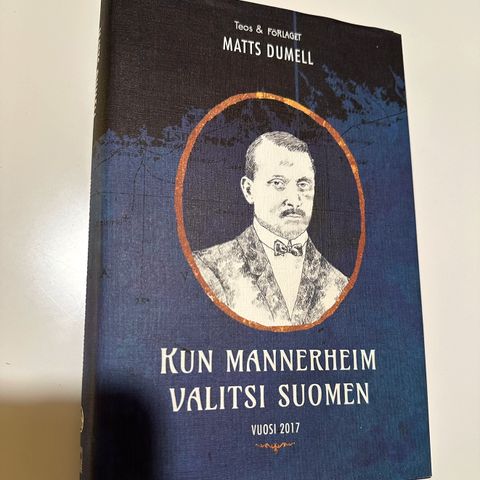 Teos & FÖRLAGET
MATTS DUMELL
KUN MANNERHEIM
VALITSI SUOMEN
VUOSI 2017